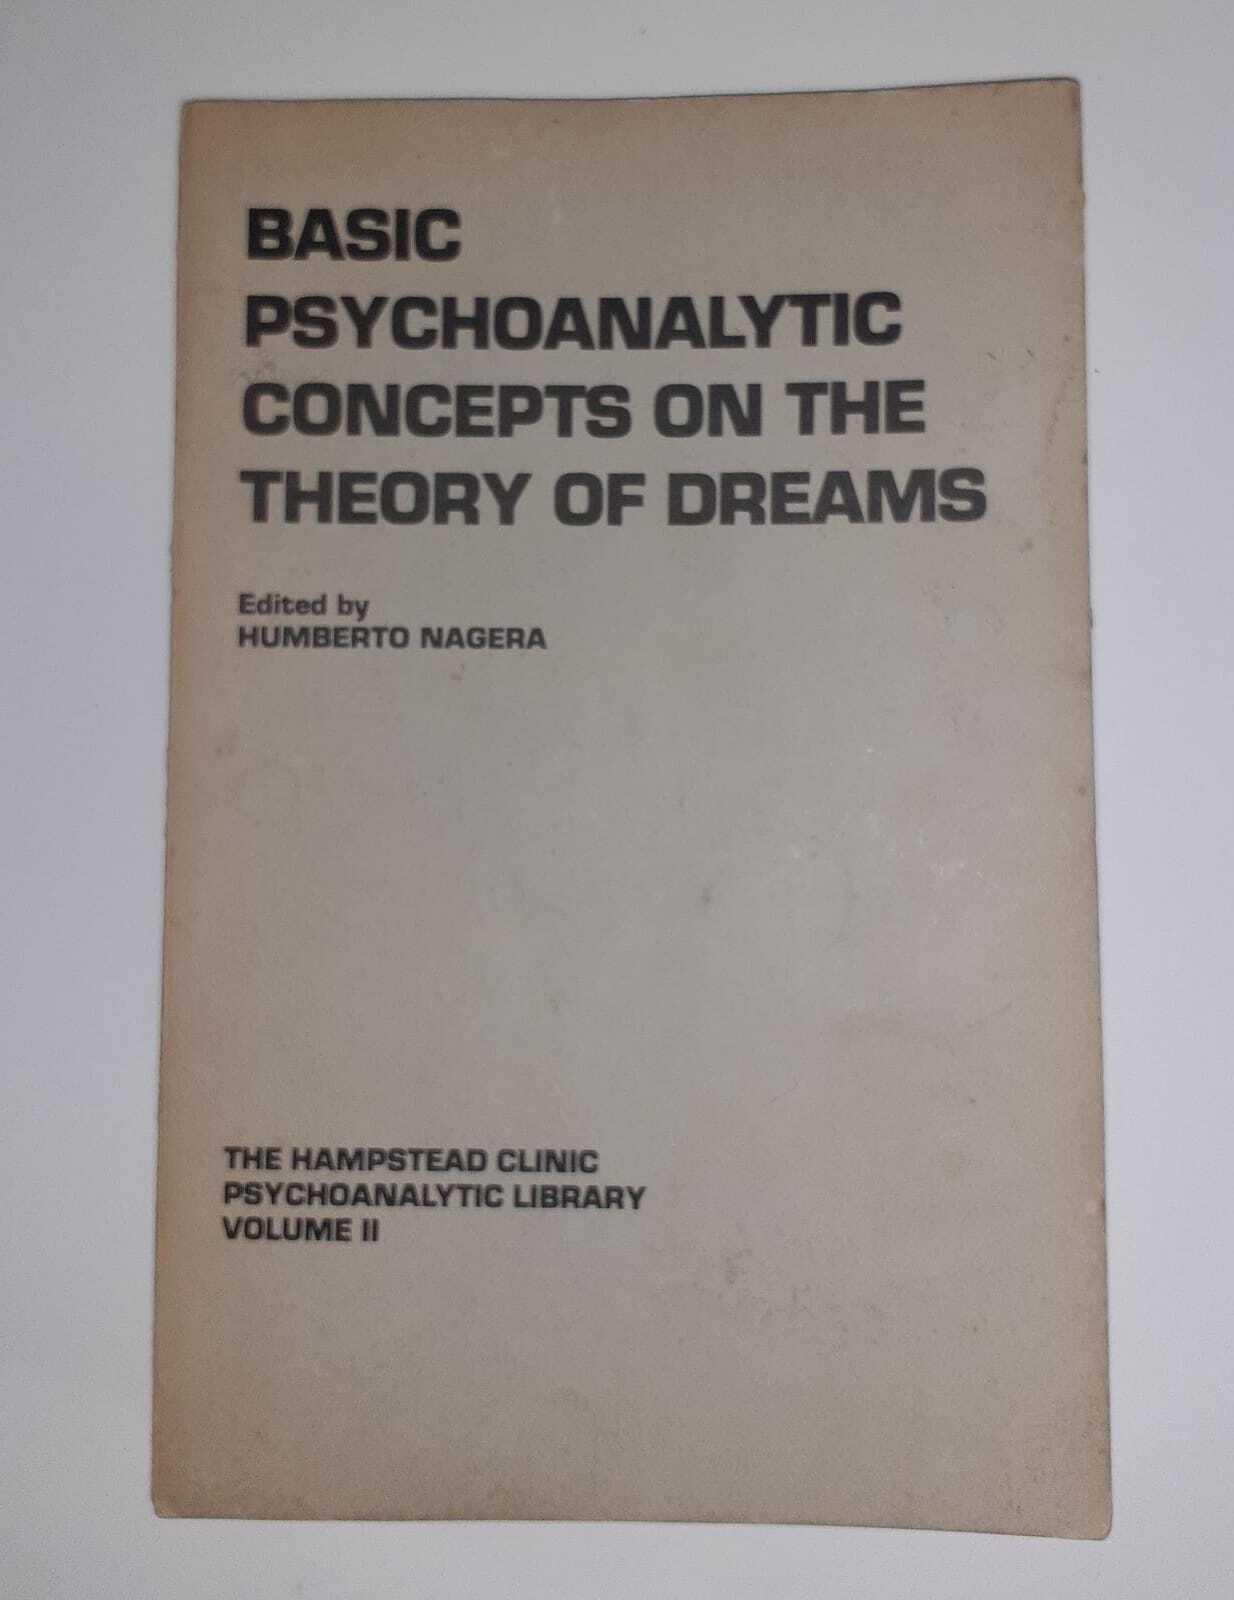 BASIC
PSYCHOANALYTIC
CONCEPTS ON THE
THEORY OF DREAMS
Edited by
HUMBERTO NAGERA
THE HAMPSTEAD CLINIC
PSYCHOANALYTIC LIBRARY
VOLUME II